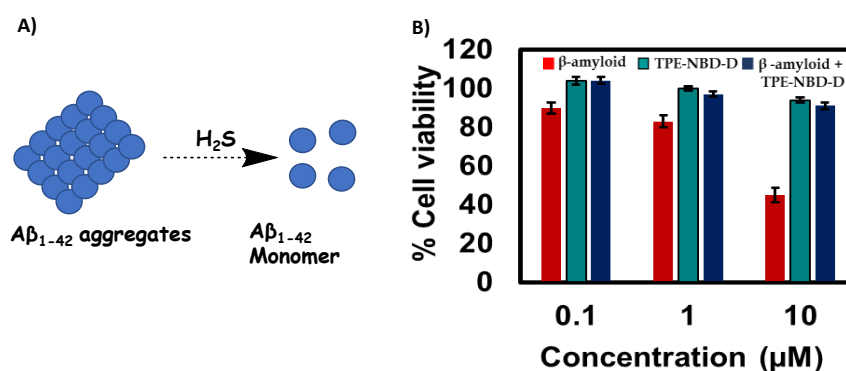 A)
H₂S
Aβ₁₋₄₂ aggregates
Aβ₁₋₄₂
Monomer
B)
120
100
80
60
40
20
0
% Cell viability
β-amyloid
TPE-NBD-D
β-amyloid +
TPE-NBD-D
0.1 1 10
Concentration (µM)